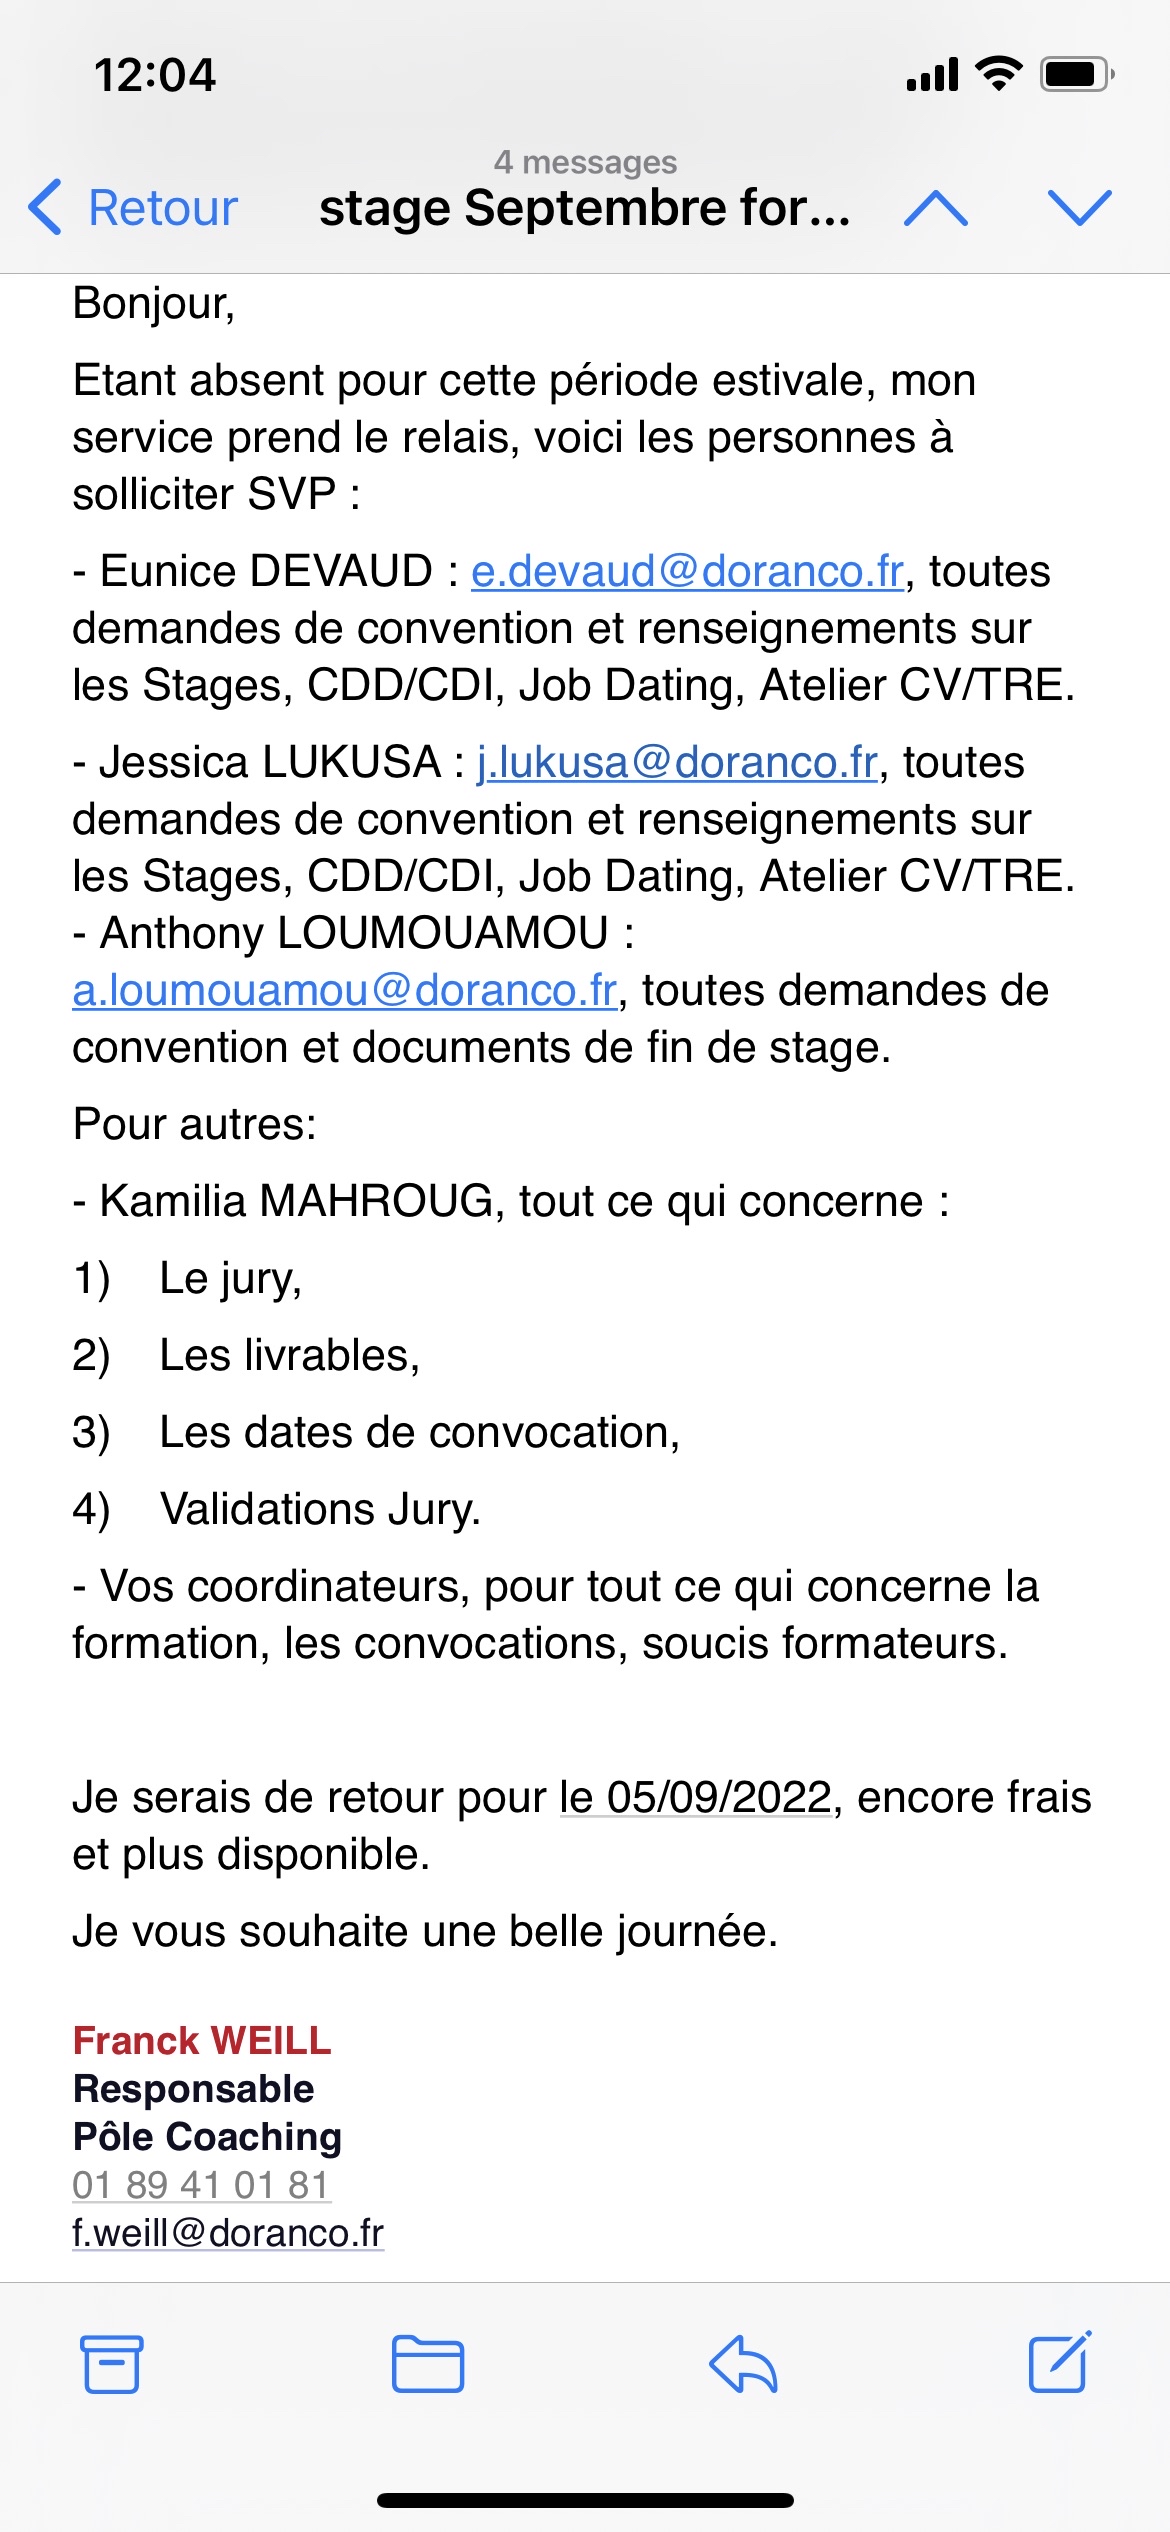 12:04
4 messages
Retour
stage Septembre for...
Bonjour,
Etant absent pour cette période estivale, mon
service prend le relais, voici les personnes à
solliciter SVP :
- Eunice DEVAUD : e.devaud@doranco.fr, toutes
demandes de convention et renseignements sur
les Stages, CDD/CDI, Job Dating, Atelier CV/TRE.
- Jessica LUKUSA : j.lukusa@doranco.fr, toutes
demandes de convention et renseignements sur
les Stages, CDD/CDI, Job Dating, Atelier CV/TRE.
- Anthony LOUMOUAMOU :
a.loumouamou@doranco.fr, toutes demandes de
convention et documents de fin de stage.
Pour autres:
- Kamilia MAHROUG, tout ce qui concerne :
1) Le jury,
2) Les livrables,
3) Les dates de convocation,
4) Validations Jury.
- Vos coordinateurs, pour tout ce qui concerne la
formation, les convocations, soucis formateurs.
Je serais de retour pour le 05/09/2022, encore frais
et plus disponible.
Je vous souhaite une belle journée.
Franck WEILL
Responsable
Pôle Coaching
01 89 41 01 81
f.weill@doranco.fr